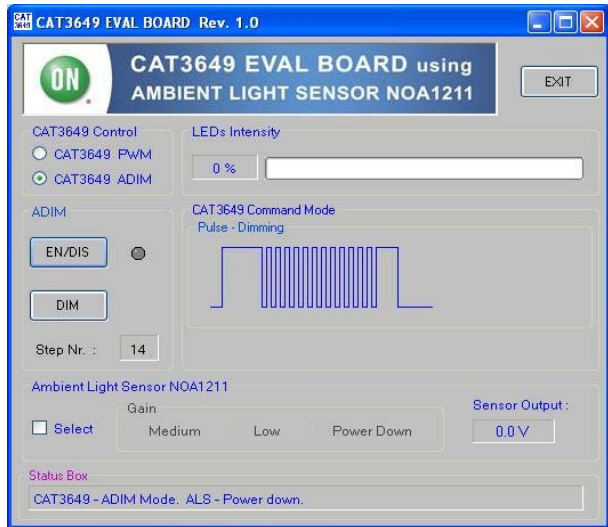 CAT
3649
CAT3649 EVAL BOARD Rev. 1.0
ON
CAT3649 EVAL BOARD using
AMBIENT LIGHT SENSOR NOA1211
EXIT
CAT3649 Control
CAT3649 PWM
CAT3649 ADIM
LEDs Intensity
0 %
ADIM
EN/DIS
DIM
Step Nr. :
14
CAT3649 Command Mode
Pulse - Dimming
Ambient Light Sensor NOA1211
Select
Gain
Medium
Low
Power Down
Sensor Output :
0.0 V
Status Box
CAT3649 - ADIM Mode. ALS - Power down.